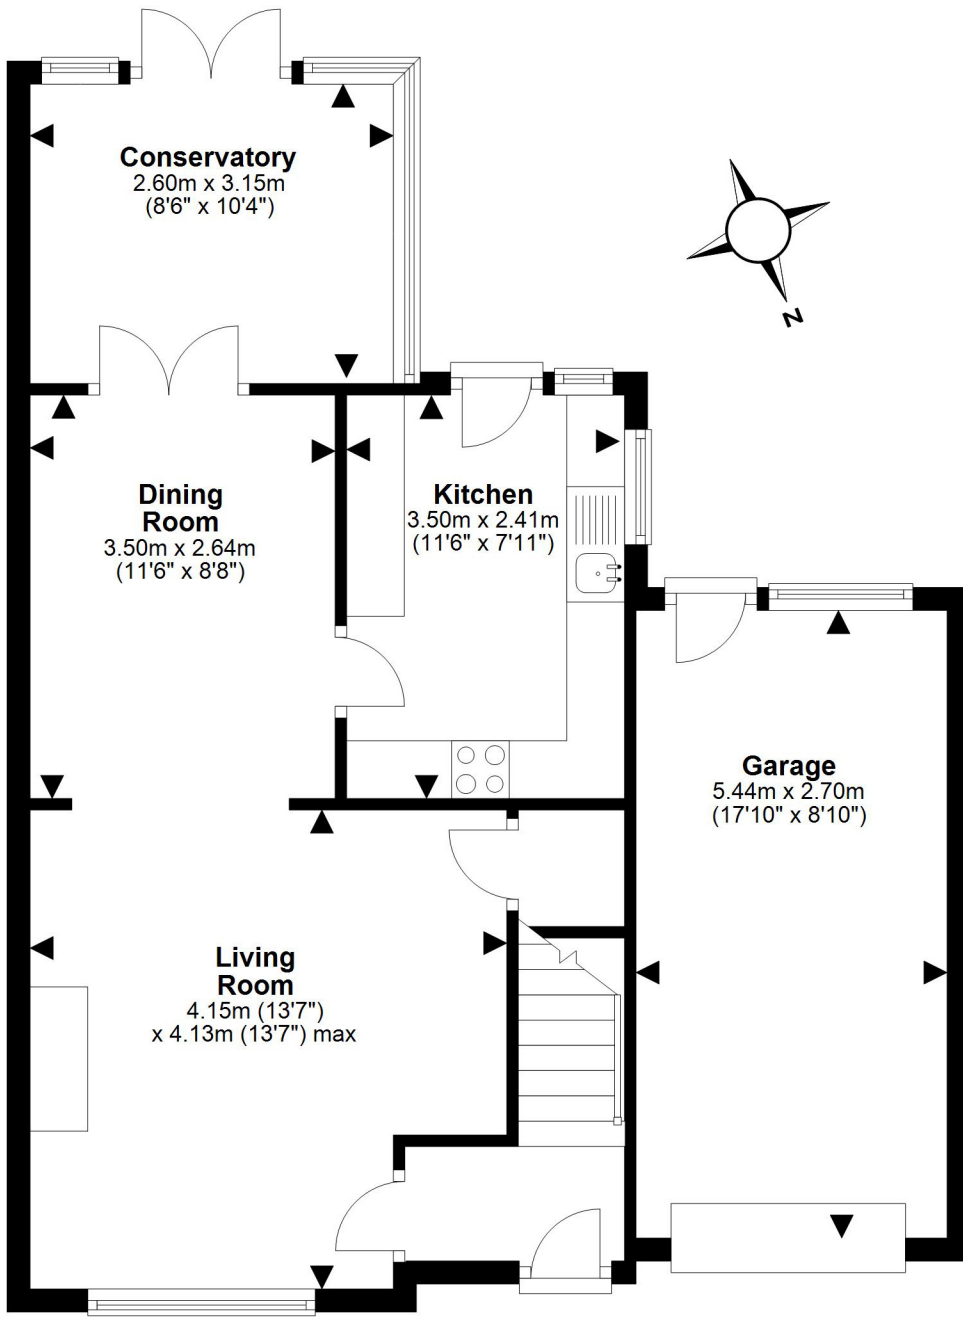 Conservatory
2.60m x 3.15m
(8'6" x 10'4")
N
Dining
Room
3.50m x 2.64m
(11'6" x 8'8")
Kitchen
3.50m x 2.41m
(11'6" x 7'11")
Garage
5.44m x 2.70m
(17'10" x 8'10")
Living
Room
4.15m (13'7")
x 4.13m (13'7") max